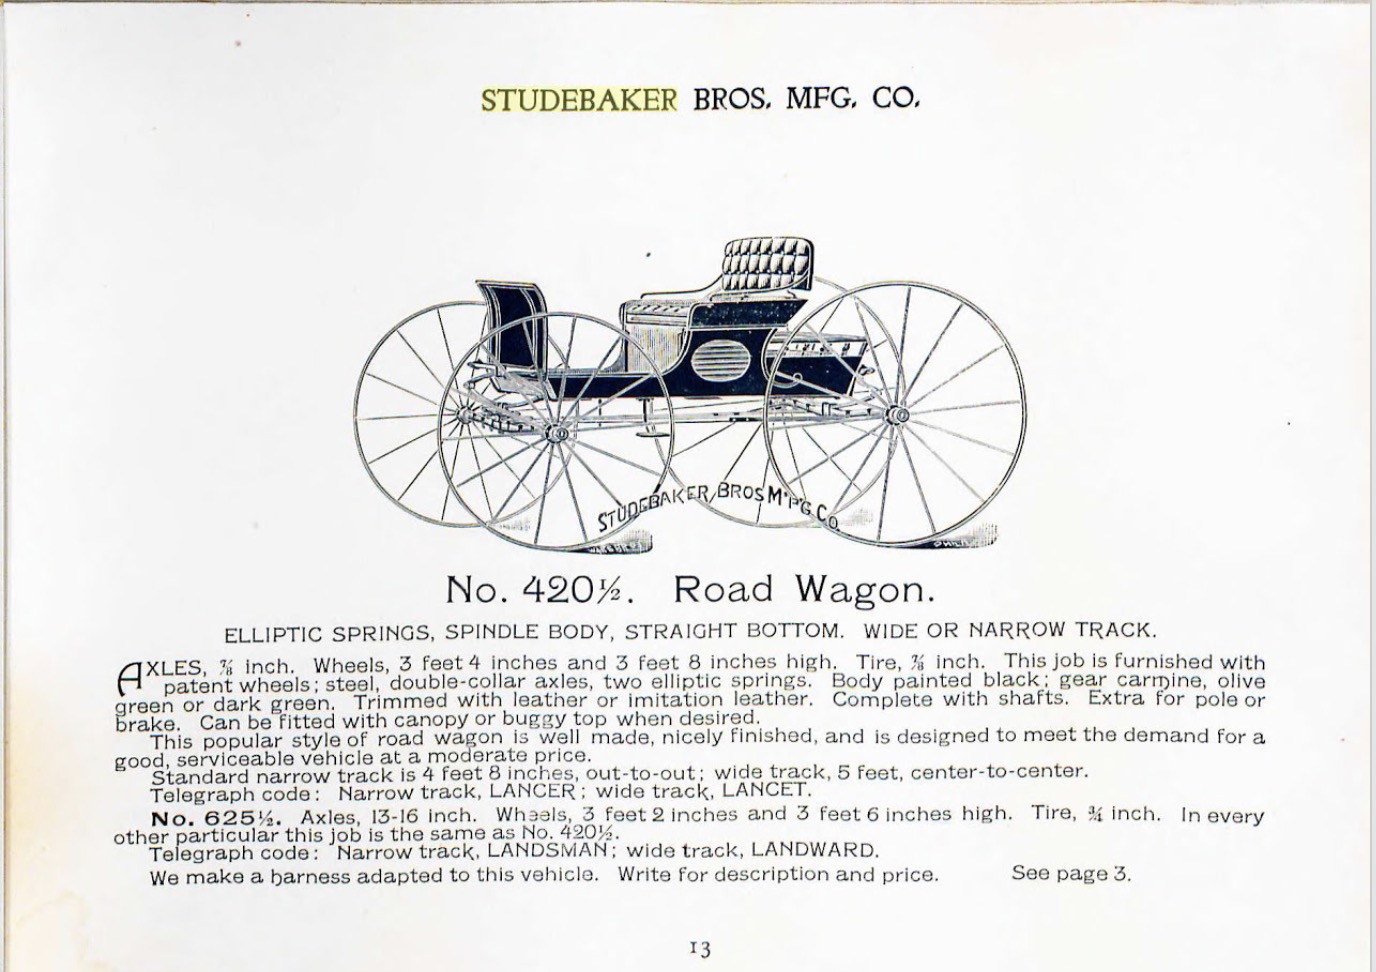 STUDEBAKER BROS. MFG. CO.
STUDEBAKER BROS M'F'G CO.
PHILA
No. 420½. Road Wagon.
ELLIPTIC SPRINGS, SPINDLE BODY, STRAIGHT BOTTOM. WIDE OR NARROW TRACK.
AXLES, ⅞ inch. Wheels, 3 feet 4 inches and 3 feet 8 inches high. Tire, ⅞ inch. This job is furnished with
patent wheels; steel, double-collar axles, two elliptic springs. Body painted black; gear carmine, olive
green or dark green. Trimmed with leather or imitation leather. Complete with shafts. Extra for pole or
brake. Can be fitted with canopy or buggy top when desired.
This popular style of road wagon is well made, nicely finished, and is designed to meet the demand for a
good, serviceable vehicle at a moderate price.
Standard narrow track is 4 feet 8 inches, out-to-out; wide track, 5 feet, center-to-center.
Telegraph code: Narrow track, LANCER; wide track, LANCET.
No. 625½. Axles, 13-16 inch. Wheels, 3 feet 2 inches and 3 feet 6 inches high. Tire, ¾ inch. In every
other particular this job is the same as No. 420½.
Telegraph code: Narrow track, LANDSMAN; wide track, LANDWARD.
We make a harness adapted to this vehicle. Write for description and price. See page 3.
13